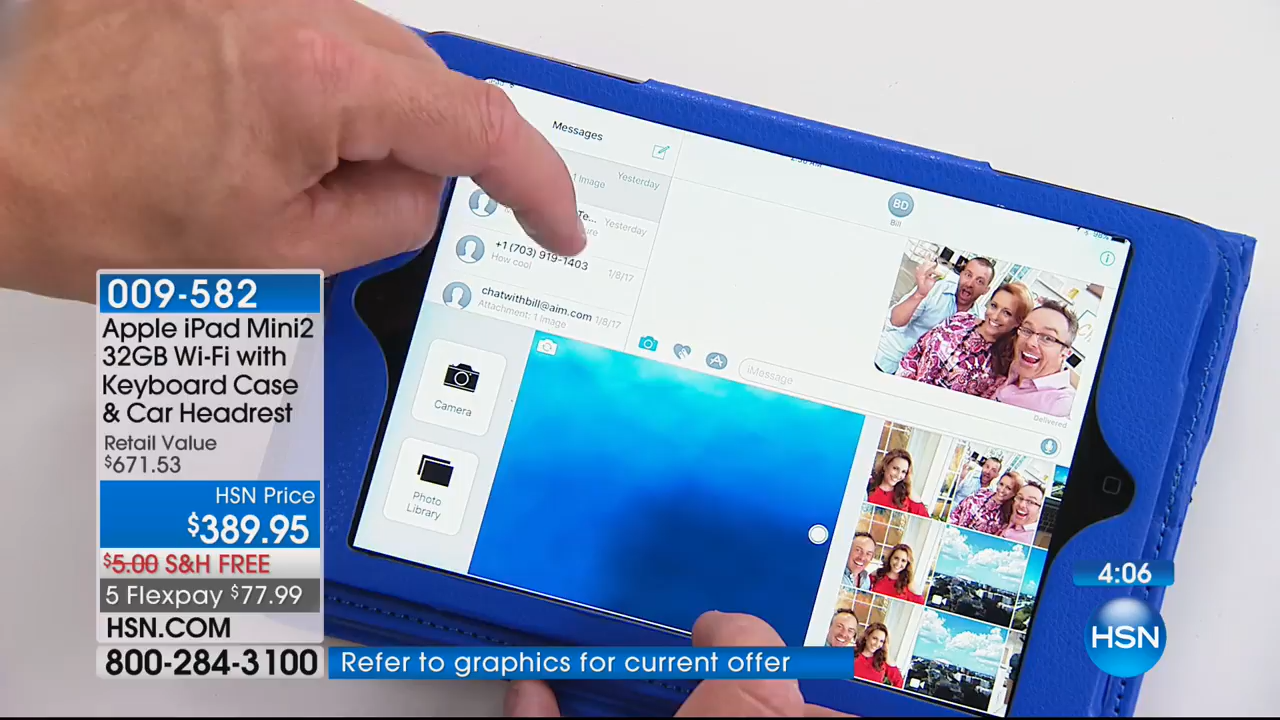 009-582
Apple iPad Mini2
32GB Wi-Fi with
Keyboard Case
& Car Headrest
Retail Value
$671.53
HSN Price
$389.95
$5.00 S&H FREE
5 Flexpay $77.99
HSN.COM
800-284-3100
Refer to graphics for current offer
4:06
HSN
Messages
1 Image
Yesterday
Te...
Yesterday
+1 (703) 919-1403
How cool
1/8/17
chatwithbill@aim.com
1/8/17
Attachment: 1 Image
BD
Bill
iMessage
Delivered
Camera
Photo
Library